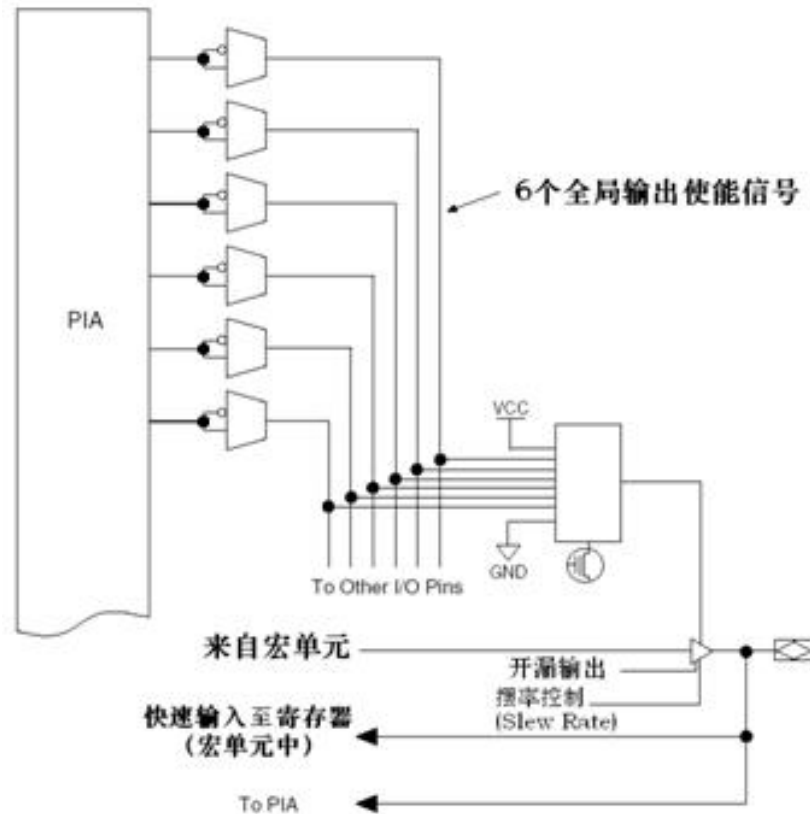 6个全局输出使能信号
PIA
VCC
GND
To Other I/O Pins
来自宏单元
开漏输出
摆率控制
(Slew Rate)
快速输入至寄存器
(宏单元中)
To PIA